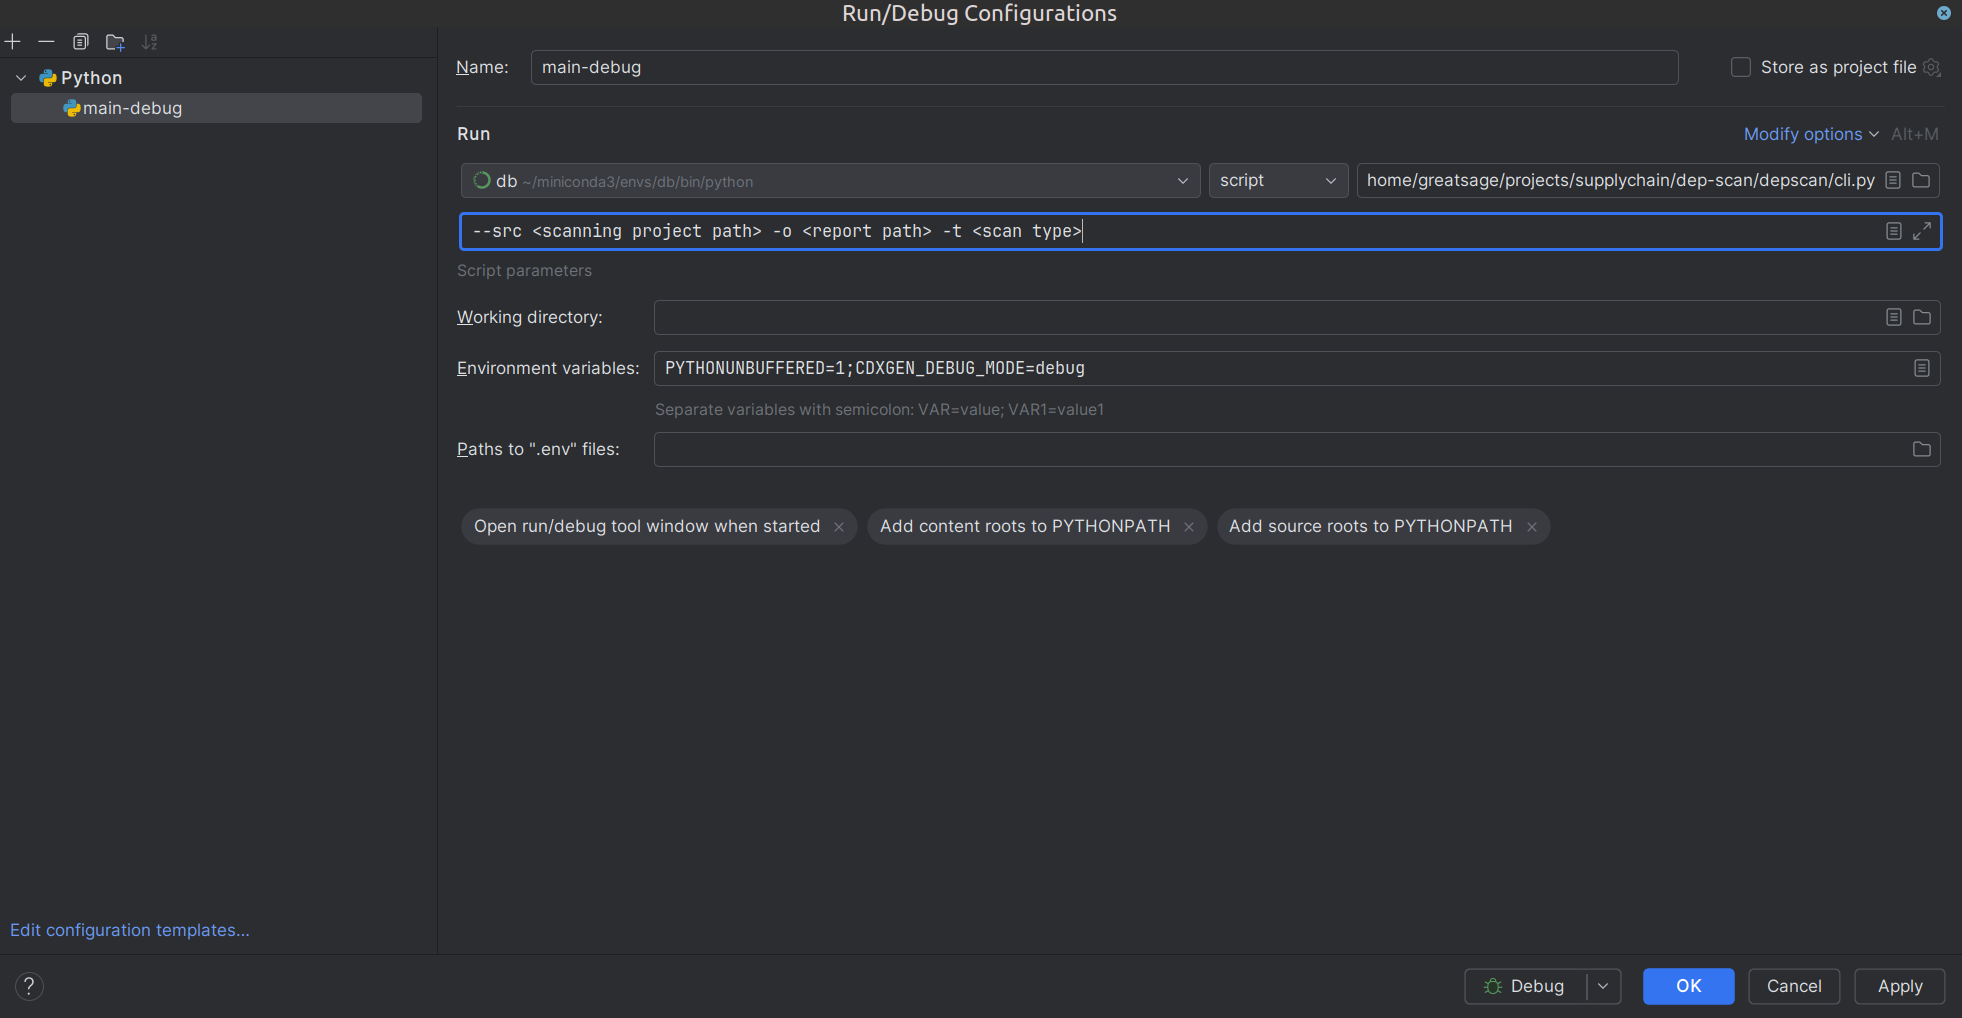 Run/Debug Configurations
Python
main-debug
Name: main-debug Store as project file
Run Modify options Alt+M
db ~/miniconda3/envs/db/bin/python script home/greatsage/projects/supplychain/dep-scan/depscan/cli.py
--src <scanning project path> -o <report path> -t <scan type>
Script parameters
Working directory:
Environment variables: PYTHONUNBUFFERED=1;CDXGEN_DEBUG_MODE=debug
Separate variables with semicolon: VAR=value; VAR1=value1
Paths to ".env" files:
Open run/debug tool window when started Add content roots to PYTHONPATH Add source roots to PYTHONPATH
Edit configuration templates...
? Debug OK Cancel Apply